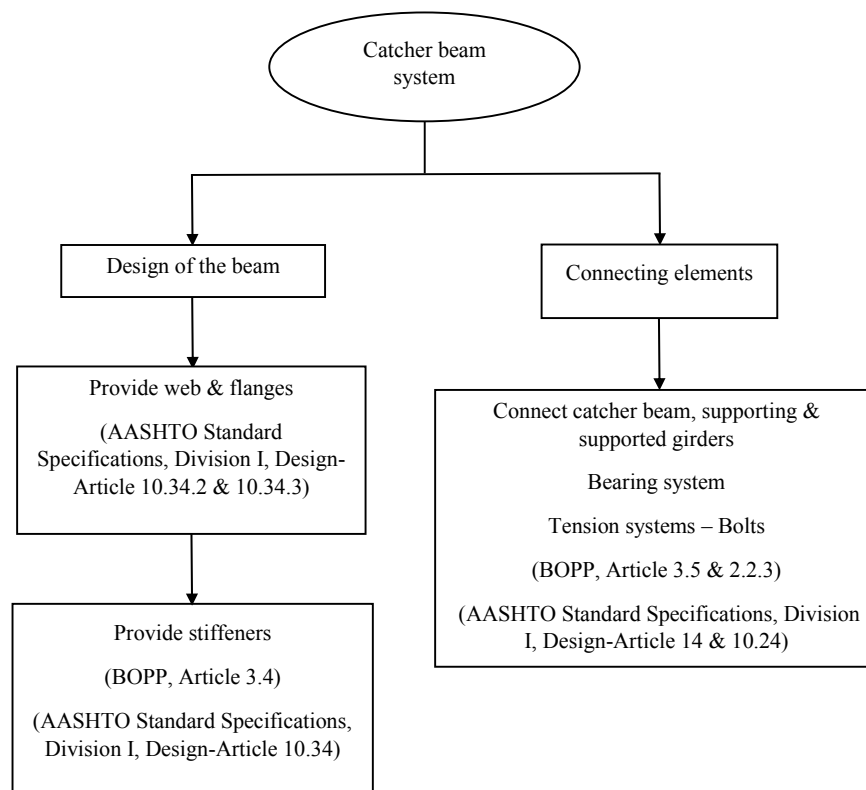 Catcher beam
system
Design of the beam
Connecting elements
Provide web & flanges
(AASHTO Standard
Specifications, Division I, Design-
Article 10.34.2 & 10.34.3)
Provide stiffeners
(BOPP, Article 3.4)
(AASHTO Standard Specifications,
Division I, Design-Article 10.34)
Connect catcher beam, supporting &
supported girders
Bearing system
Tension systems – Bolts
(BOPP, Article 3.5 & 2.2.3)
(AASHTO Standard Specifications, Division
I, Design-Article 14 & 10.24)